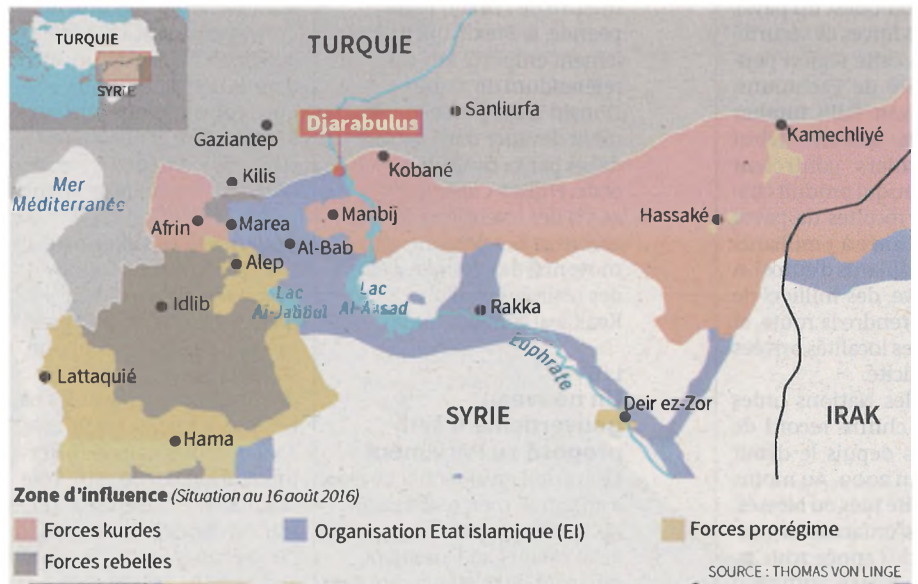 TURQUIE
SYRIE
TURQUIE
Sanliurfa
Gaziantep
Djarabulus
Kamechliyé
Kobané
Kilis
Mer
Méditerranée
Afrin
Marea
Manbij
Hassaké
Al-Bab
Alep
Lac
Al-Jabbul
Lac
Al-Assad
Idlib
Rakka
Euphrate
Lattaquié
Deir ez-Zor
SYRIE
IRAK
Hama
Zone d'influence (Situation au 16 août 2016)
Forces kurdes
Organisation Etat islamique (EI)
Forces prorégime
Forces rebelles
SOURCE : THOMAS VON LINGE